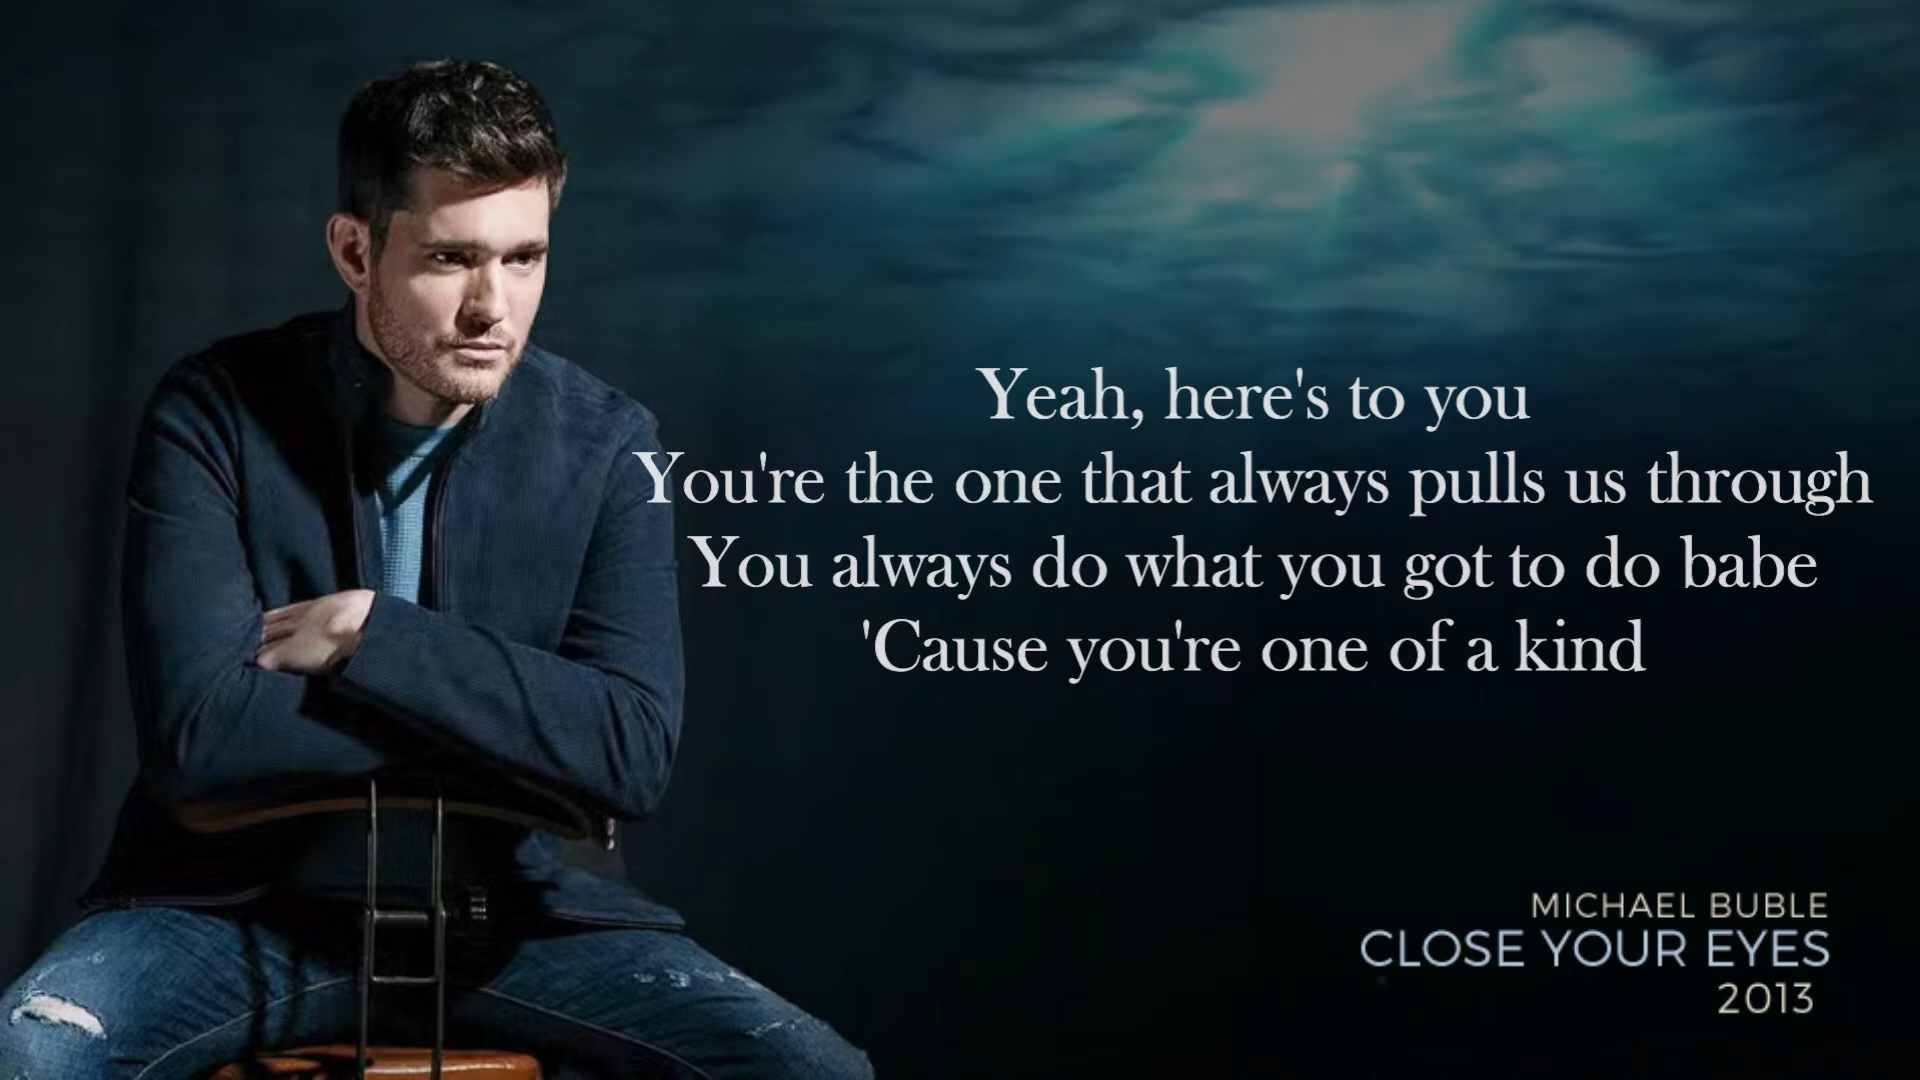 Yeah, here's to you
You're the one that always pulls us through
You always do what you got to do babe
'Cause you're one of a kind
MICHAEL BUBLE
CLOSE YOUR EYES
2013